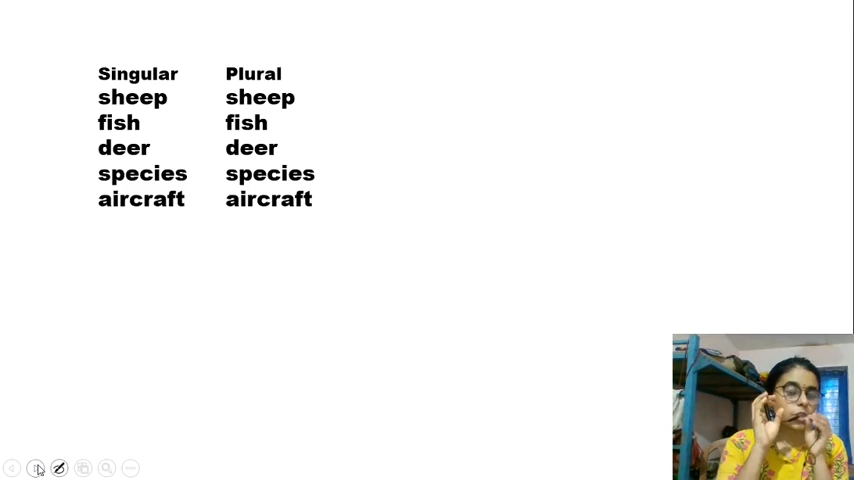 Singular Plural
sheep sheep
fish fish
deer deer
species species
aircraft aircraft